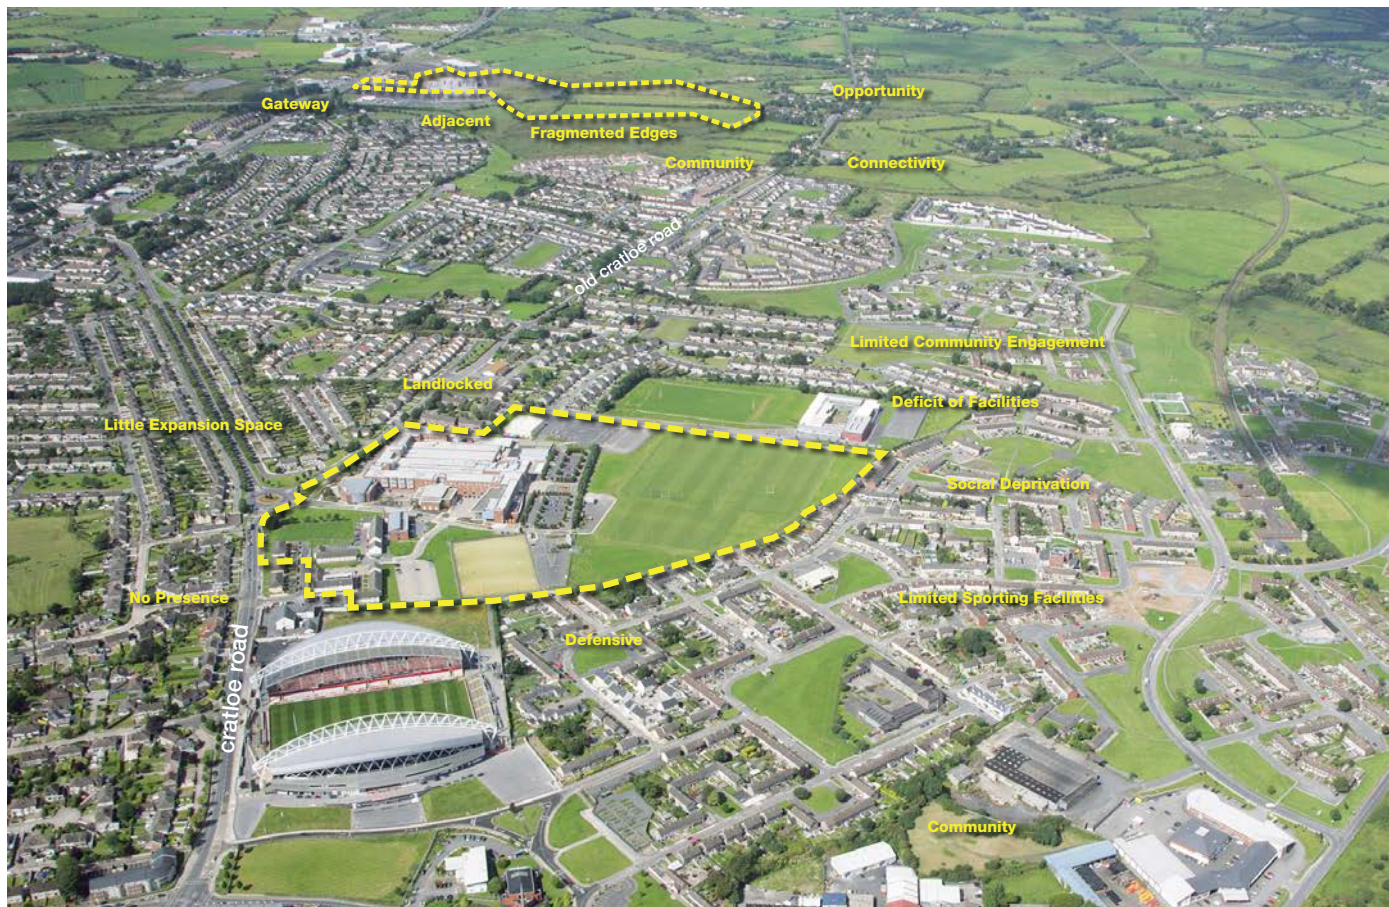 Opportunity
Gateway
Adjacent
Fragmented Edges
Community
Connectivity
old cratloe road
Limited Community Engagement
Landlocked
Deficit of Facilities
Little Expansion Space
Social Deprivation
No Presence
Limited Sporting Facilities
Defensive
cratloe road
Community